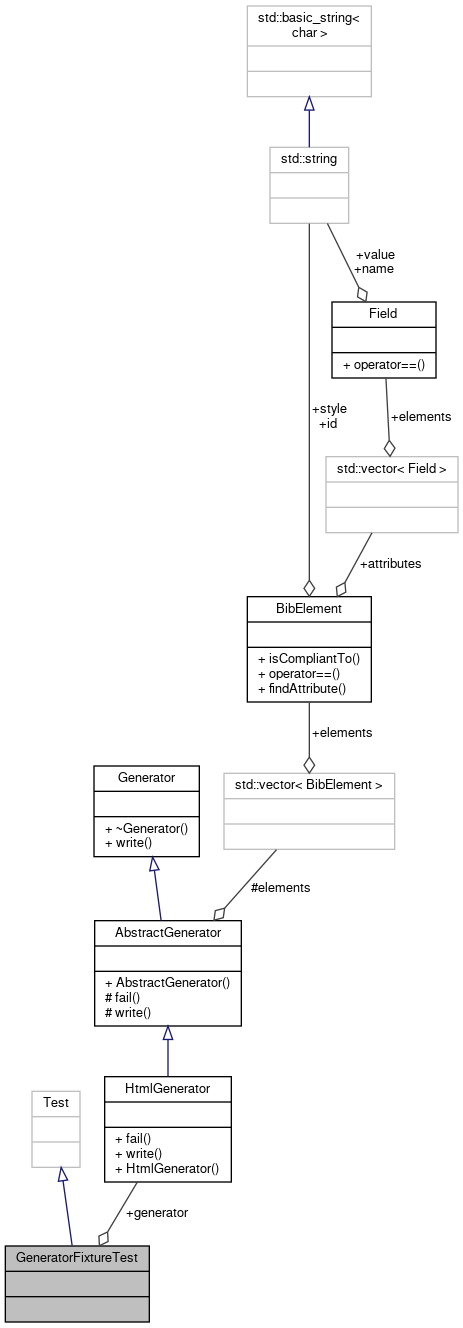 std::basic_string<
char >
std::string
+value
+name
Field
+ operator==()
+style
+id
+elements
std::vector< Field >
+attributes
BibElement
+ isCompliantTo()
+ operator==()
+ findAttribute()
+elements
Generator
+ ~Generator()
+ write()
std::vector< BibElement >
#elements
AbstractGenerator
+ AbstractGenerator()
# fail()
# write()
HtmlGenerator
+ fail()
+ write()
+ HtmlGenerator()
Test
+generator
GeneratorFixtureTest